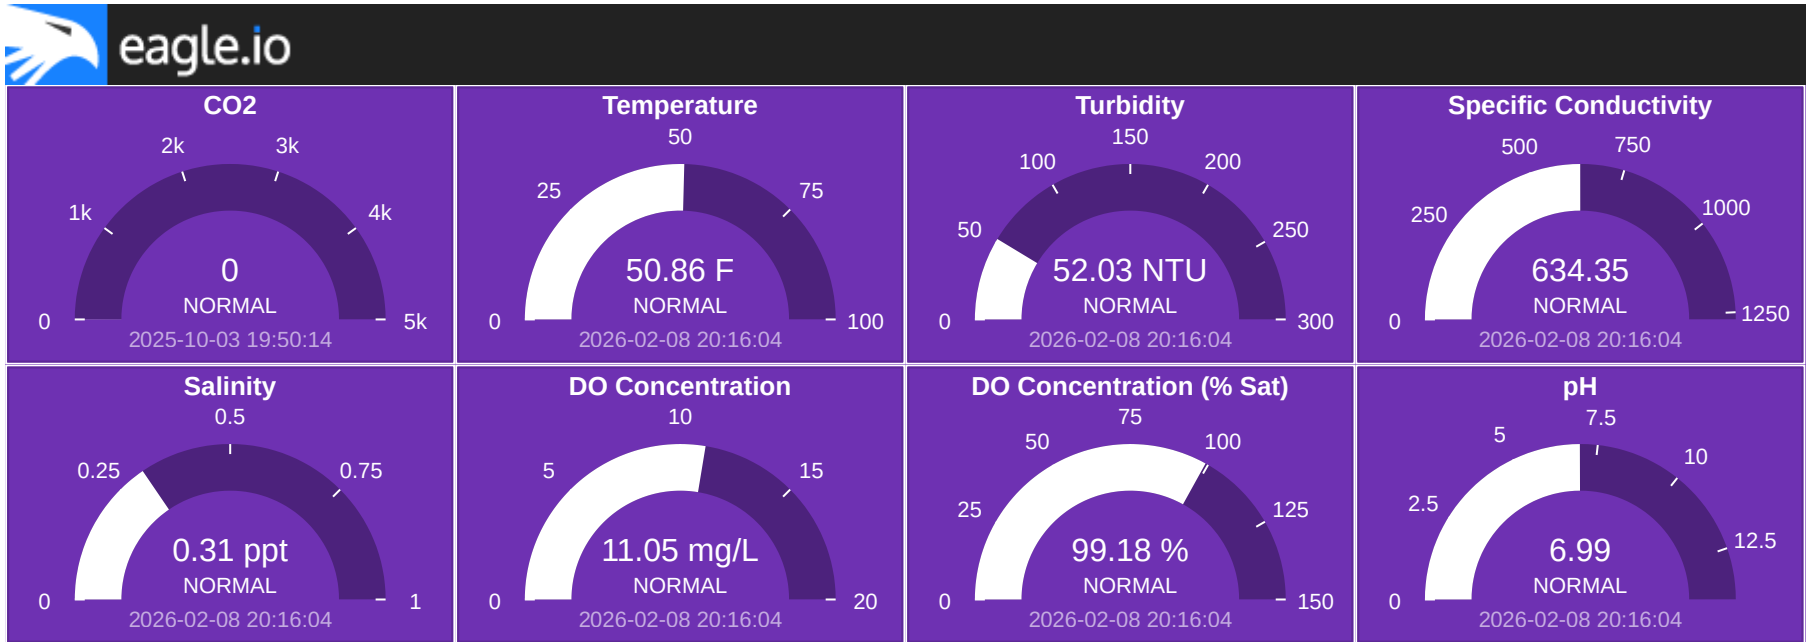 eagle.io
CO2
2k
3k
1k
4k
0
NORMAL
0
5k
2025-10-03 19:50:14
Temperature
50
25
75
50.86 F
NORMAL
0
100
2026-02-08 20:16:04
Turbidity
150
100
200
50
250
52.03 NTU
NORMAL
0
300
2026-02-08 20:16:04
Specific Conductivity
500
750
250
1000
634.35
NORMAL
0
1250
2026-02-08 20:16:04
Salinity
0.5
0.25
0.75
0.31 ppt
NORMAL
0
1
2026-02-08 20:16:04
DO Concentration
10
5
15
11.05 mg/L
NORMAL
0
20
2026-02-08 20:16:04
DO Concentration (% Sat)
75
50
100
25
125
99.18 %
NORMAL
0
150
2026-02-08 20:16:04
pH
7.5
5
10
2.5
12.5
6.99
NORMAL
0
2026-02-08 20:16:04